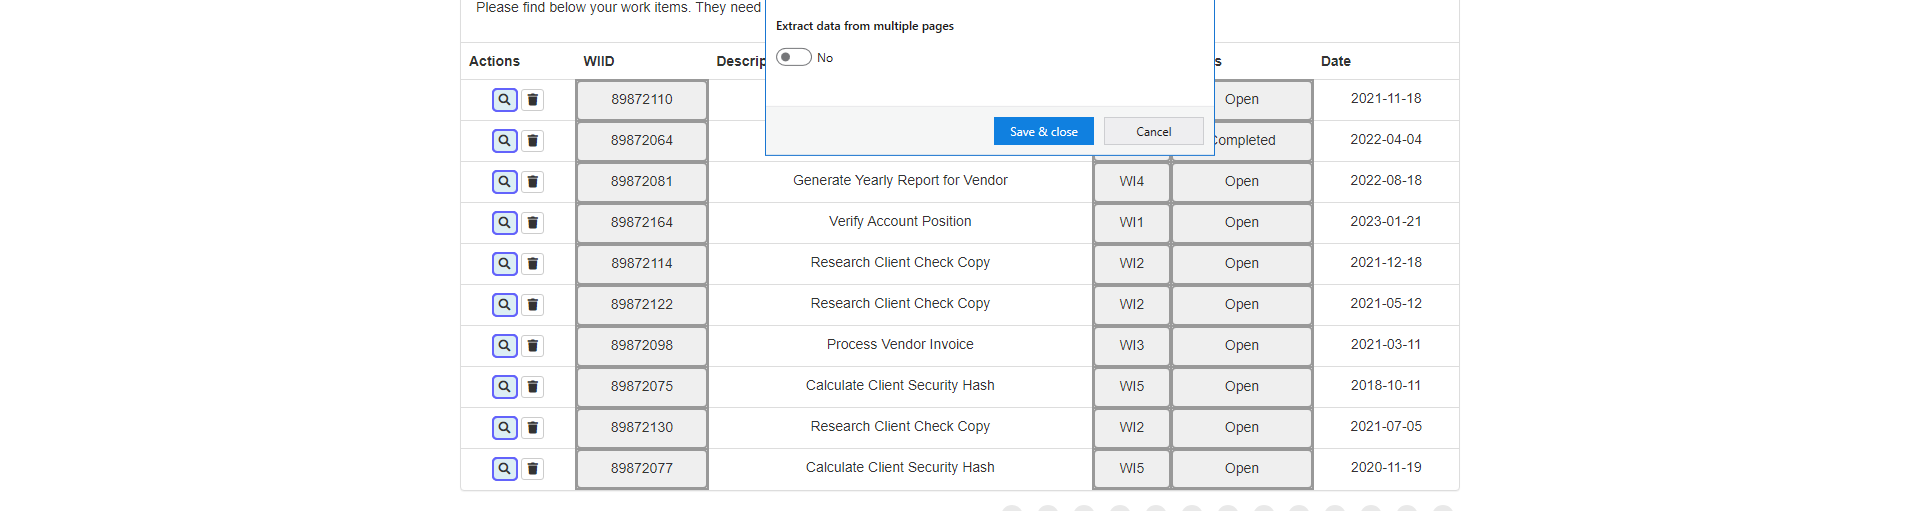 Please find below your work items. They need
Extract data from multiple pages
No
Save & close Cancel
Actions WIID Descrip s Date
89872110 Open 2021-11-18
89872064 Completed 2022-04-04
89872081 Generate Yearly Report for Vendor WI4 Open 2022-08-18
89872164 Verify Account Position WI1 Open 2023-01-21
89872114 Research Client Check Copy WI2 Open 2021-12-18
89872122 Research Client Check Copy WI2 Open 2021-05-12
89872098 Process Vendor Invoice WI3 Open 2021-03-11
89872075 Calculate Client Security Hash WI5 Open 2018-10-11
89872130 Research Client Check Copy WI2 Open 2021-07-05
89872077 Calculate Client Security Hash WI5 Open 2020-11-19